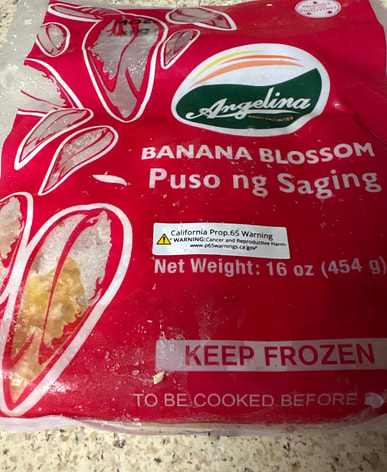 Angelina
BANANA BLOSSOM
Puso ng Saging
California Prop.65 Warning
WARNING:Cancer and Reproductive Harm-
www.p65warnings.ca.gov
Net Weight: 16 oz (454 g)
KEEP FROZEN
TO BE COOKED BEFORE